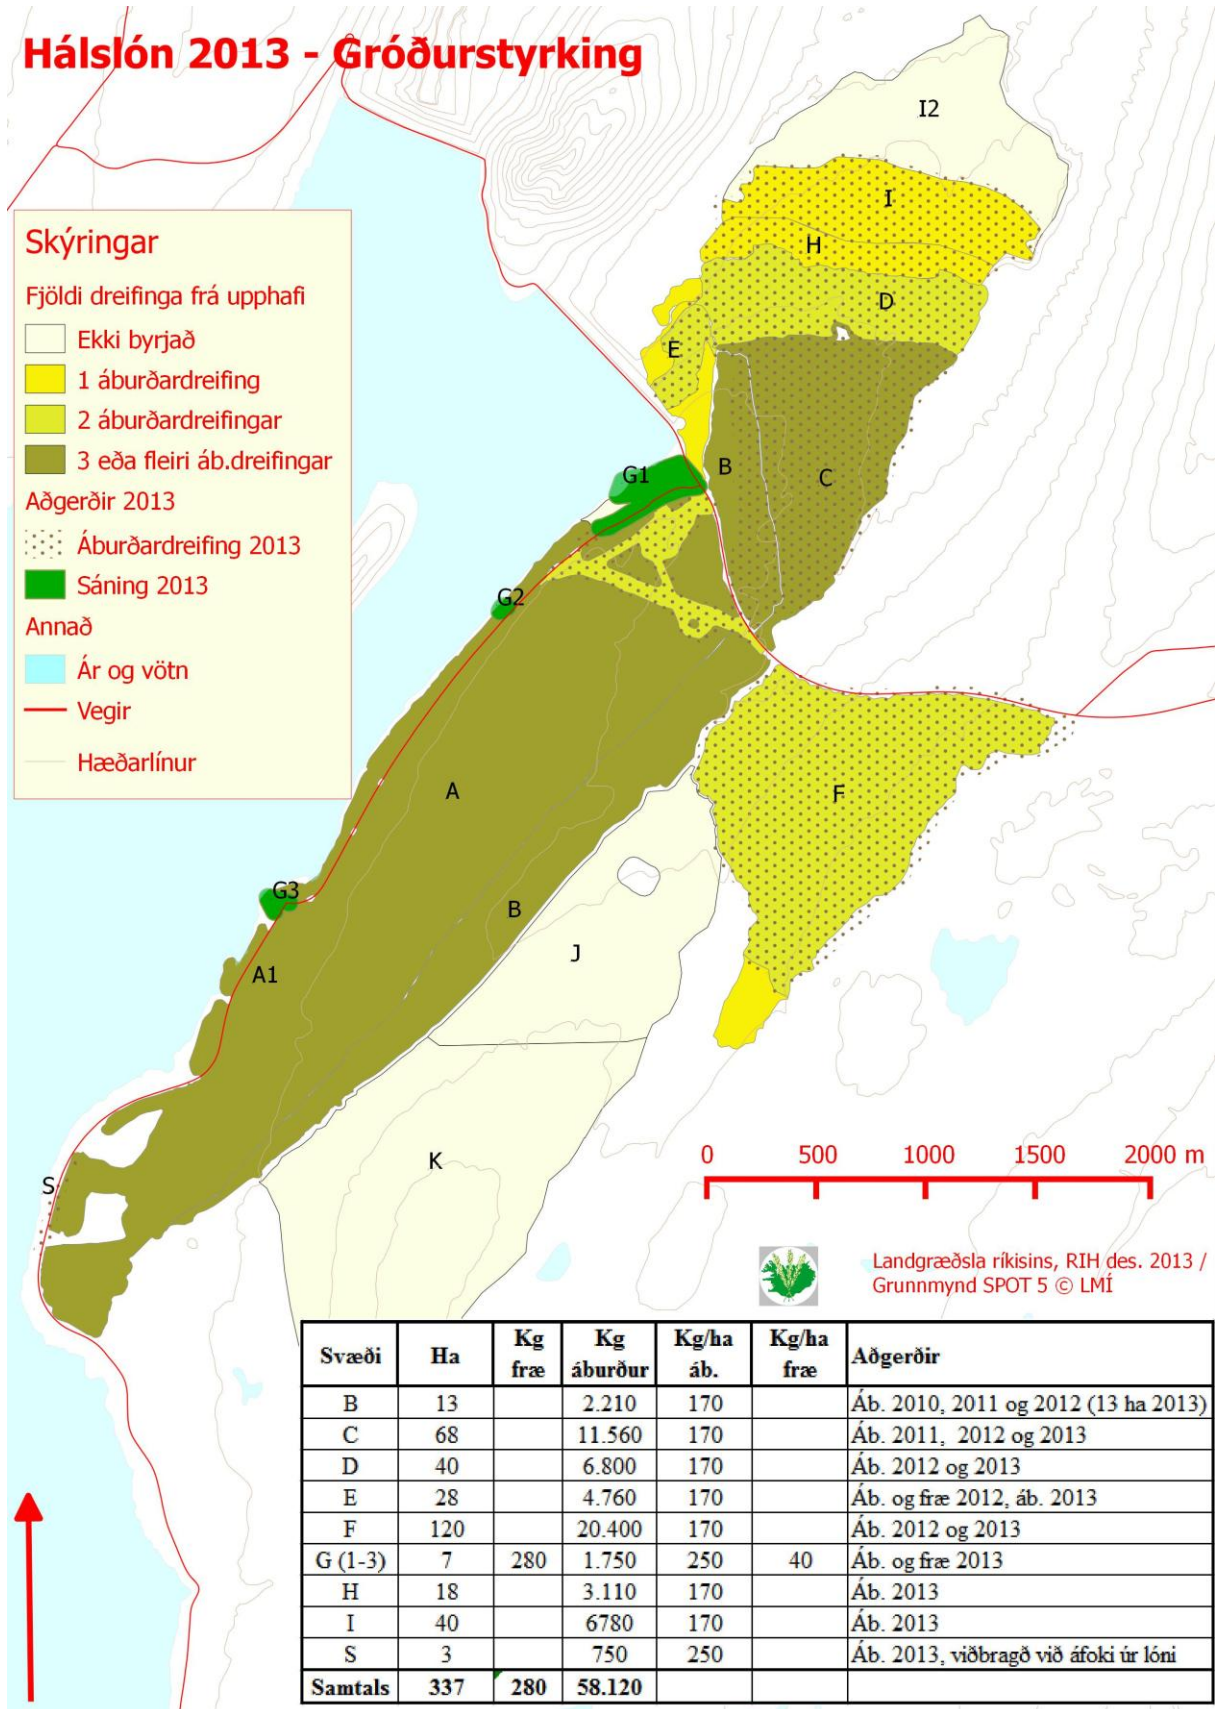 Hálslón 2013 - Gróðurstyrking
I2
I
H
D
E
B
C
G1
G2
A
F
G3
B
J
A1
K
S
Skýringar
Fjöldi dreifinga frá upphafi
Ekki byrjað
1 áburðardreifing
2 áburðardreifingar
3 eða fleiri áb.dreifingar
Aðgerðir 2013
Áburðardreifing 2013
Sáning 2013
Annað
Ár og vötn
Vegir
Hæðarlínur
0 500 1000 1500 2000 m
Landgræðsla ríkisins, RIH des. 2013 /
Grunnmynd SPOT 5 © LMÍ
Svæði Ha Kg fræ Kg áburður Kg/ha áb. Kg/ha fræ Aðgerðir
B 13 2.210 170 Áb. 2010, 2011 og 2012 (13 ha 2013)
C 68 11.560 170 Áb. 2011, 2012 og 2013
D 40 6.800 170 Áb. 2012 og 2013
E 28 4.760 170 Áb. og fræ 2012, áb. 2013
F 120 20.400 170 Áb. 2012 og 2013
G (1-3) 7 280 1.750 250 40 Áb. og fræ 2013
H 18 3.110 170 Áb. 2013
I 40 6780 170 Áb. 2013
S 3 750 250 Áb. 2013, viðbragð við áfoki úr lóni
Samtals 337 280 58.120